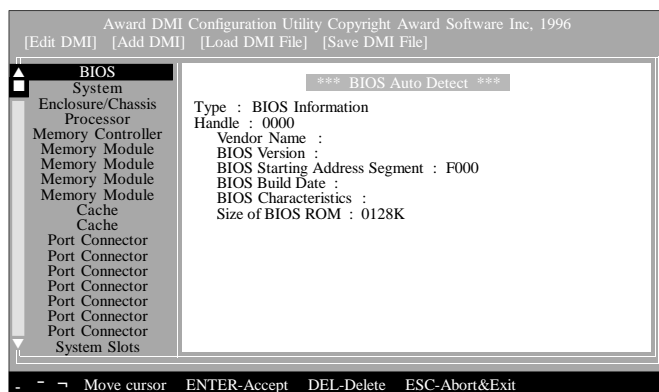 Award DMI Configuration Utility Copyright Award Software Inc, 1996
[Edit DMI] [Add DMI] [Load DMI File] [Save DMI File]
BIOS
System
Enclosure/Chassis
Processor
Memory Controller
Memory Module
Memory Module
Memory Module
Memory Module
Cache
Cache
Port Connector
Port Connector
Port Connector
Port Connector
Port Connector
Port Connector
Port Connector
System Slots
*** BIOS Auto Detect ***
Type : BIOS Information
Handle : 0000
Vendor Name :
BIOS Version :
BIOS Starting Address Segment : F000
BIOS Build Date :
BIOS Characteristics :
Size of BIOS ROM : 0128K
- ¯ ¬ Move cursor ENTER-Accept DEL-Delete ESC-Abort&Exit